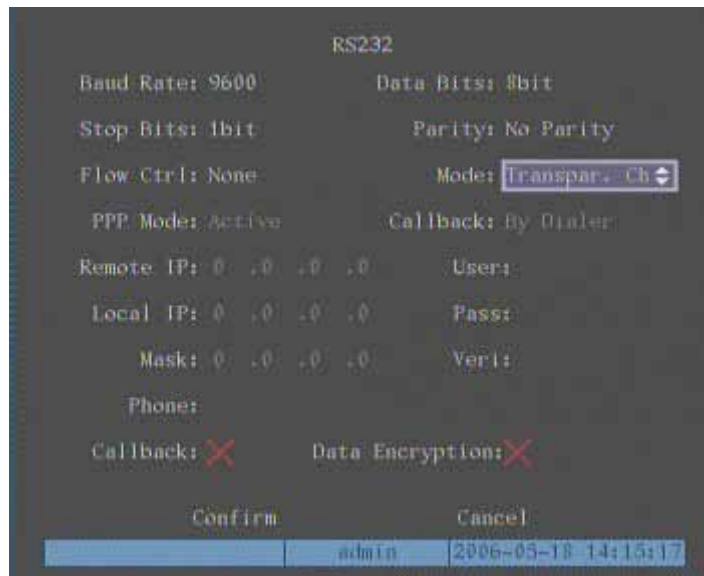 RS232
Baud Rate: 9600 Data Bits: 8bit
Stop Bits: 1bit Parity: No Parity
Flow Ctrl: None Mode: Transpar. Ch
PPP Mode: Active Callback: By Dialer
Remote IP: 0 .0 .0 .0 User:
Local IP: 0 .0 .0 .0 Pass:
Mask: 0 .0 .0 .0 Veri:
Phone:
Callback: Data Encryption:
Confirm Cancel
admin 2006-05-18 14:15:17